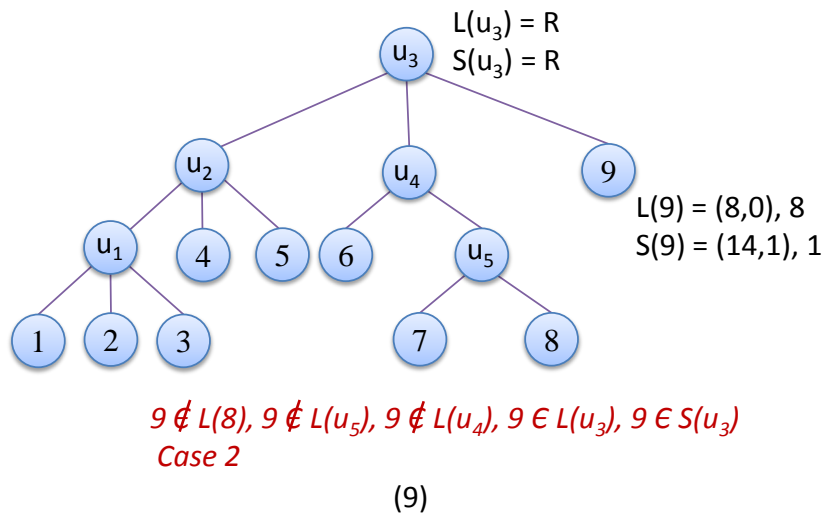 u₃
L(u₃) = R
S(u₃) = R
u₂
u₄
9
L(9) = (8,0), 8
S(9) = (14,1), 1
u₁
4
5
6
u₅
1
2
3
7
8
9 ∉ L(8), 9 ∉ L(u₅), 9 ∉ L(u₄), 9 ϵ L(u₃), 9 ϵ S(u₃)
Case 2
(9)